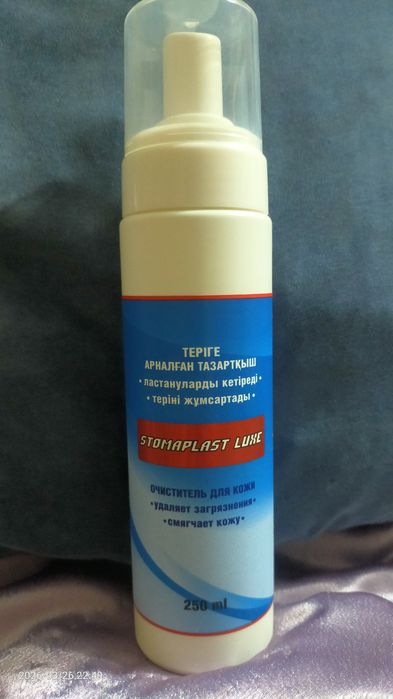 ТЕРІГЕ
АРНАЛҒАН ТАЗАРТҚЫШ
• ластануларды кетіреді •
• теріні жұмсартады •
STOMAPLAST LUXE
ОЧИСТИТЕЛЬ ДЛЯ КОЖИ
•удаляет загрязнения•
•смягчает кожу•
250 ml